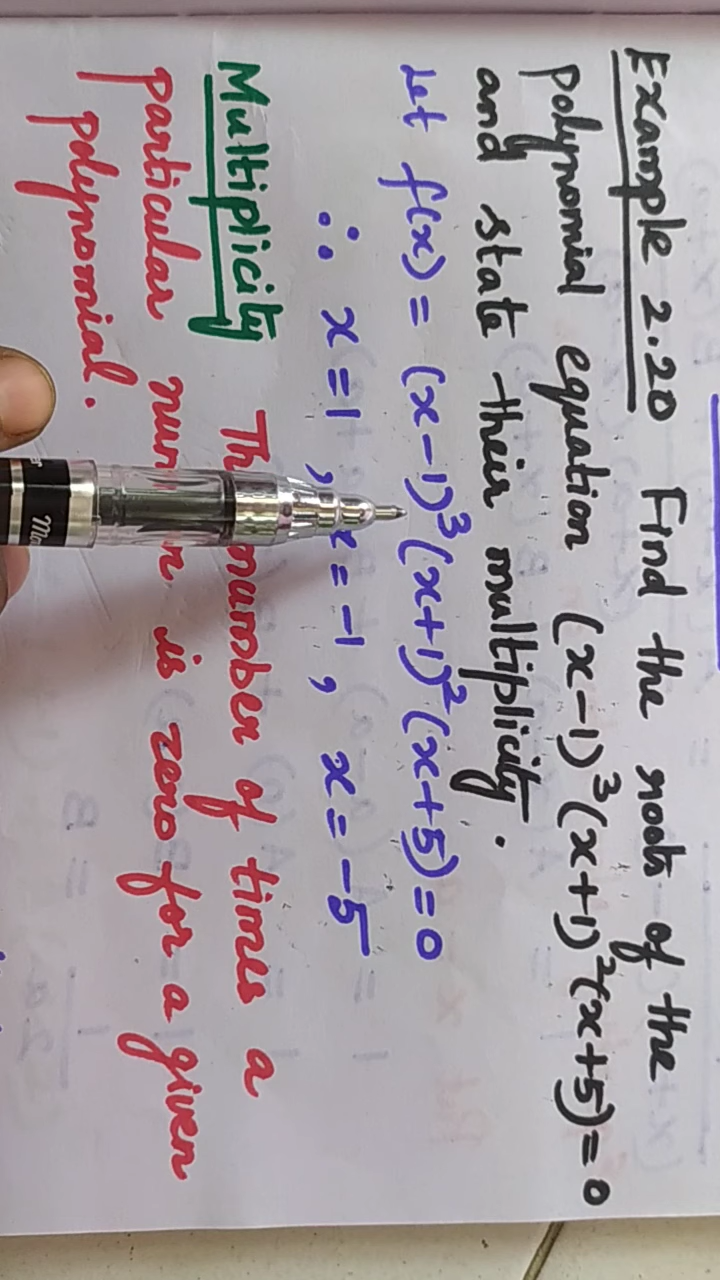 Example 2.20 Find the roots of the
polynomial equation (x-1)³(x+1)²(x+5)=0
and state their multiplicity.
Let f(x) = (x-1)³(x+1)²(x+5)=0
∴ x=1, x=-1, x=-5
Multiplicity number of times a
particular is zero for a given
polynomial.